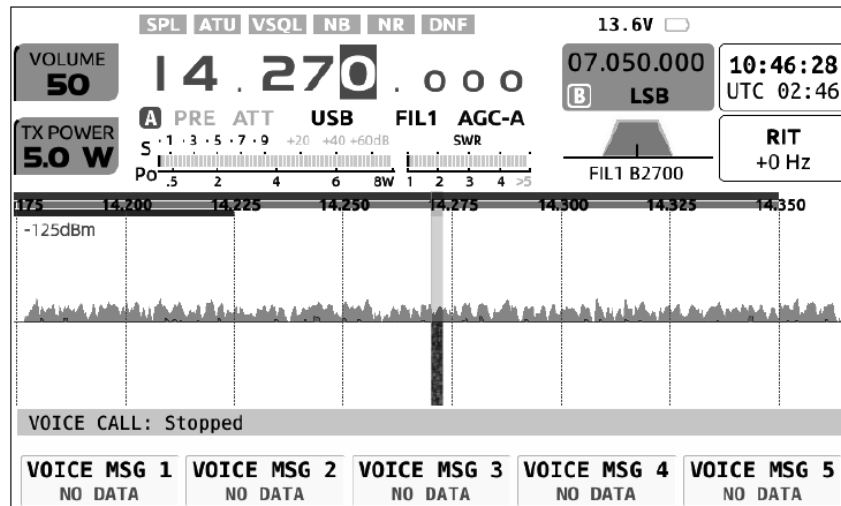 SPL ATU VSQL NB NR DNF 13.6V
VOLUME
50
14.270.000
07.050.000
B LSB
10:46:28
UTC 02:46
TX POWER
5.0 W
A PRE ATT USB FIL1 AGC-A
S ·1 ·3 ·5 ·7 ·9 +20 +40 +60dB SWR
Po .5 2 4 6 8W 1 2 3 4 >5
FIL1 B2700
RIT
+0 Hz
175 14.200 14.225 14.250 14.275 14.300 14.325 14.350
-125dBm
VOICE CALL: Stopped
VOICE MSG 1 VOICE MSG 2 VOICE MSG 3 VOICE MSG 4 VOICE MSG 5
NO DATA NO DATA NO DATA NO DATA NO DATA